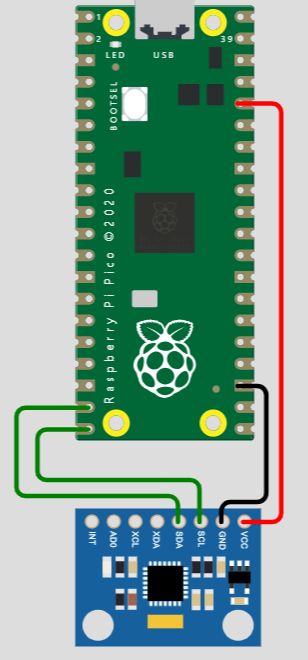 1
2
39
LED
USB
BOOTSEL
Raspberry Pi Pico ©2020
INT
AD0
XCL
XDA
SDA
SCL
GND
VCC